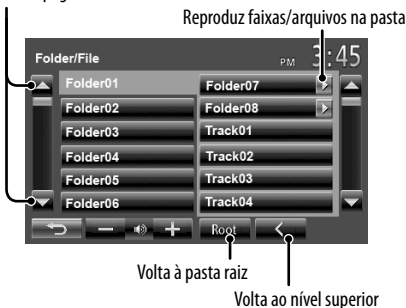 Reproduz faixas/arquivos na pasta
Folder/File
PM 3:45
Folder01
Folder07
Folder02
Folder08
Folder03
Track01
Folder04
Track02
Folder05
Track03
Folder06
Track04
Root
Volta à pasta raiz
Volta ao nível superior